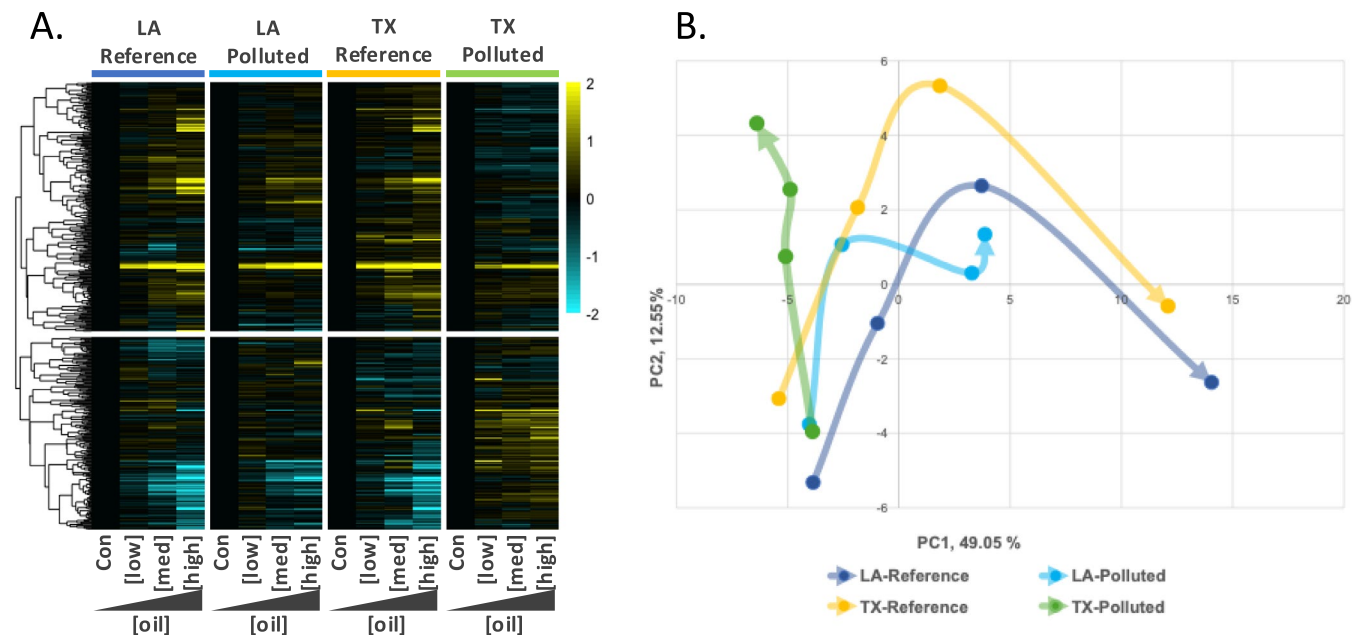 A.
LA
Reference
LA
Polluted
TX
Reference
TX
Polluted
2
1
0
-1
-2
Con
[low]
[med]
[high]
Con
[low]
[med]
[high]
Con
[low]
[med]
[high]
Con
[low]
[med]
[high]
[oil]
[oil]
[oil]
[oil]
B.
6
4
2
0
-2
-4
-6
-10
-5
0
5
10
15
20
PC2, 12.55%
PC1, 49.05 %
LA-Reference
LA-Polluted
TX-Reference
TX-Polluted